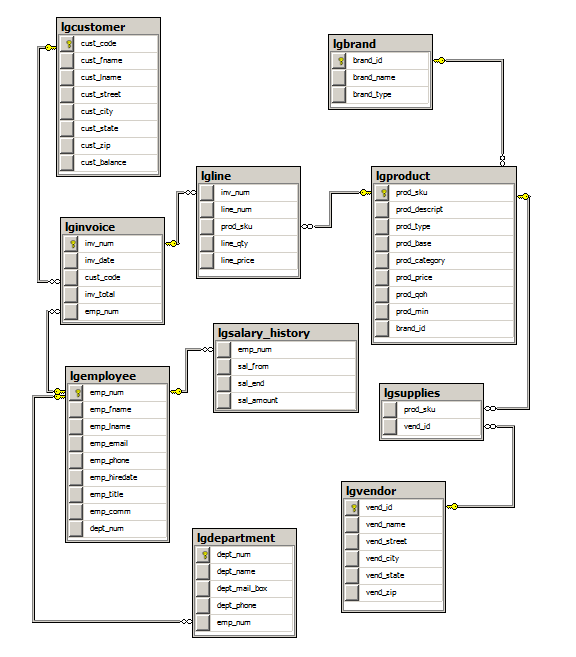 lgcustomer
cust_code
cust_fname
cust_lname
cust_street
cust_city
cust_state
cust_zip
cust_balance
lgbrand
brand_id
brand_name
brand_type
lgline
inv_num
line_num
prod_sku
line_qty
line_price
lgproduct
prod_sku
prod_descript
prod_type
prod_base
prod_category
prod_price
prod_qoh
prod_min
brand_id
lginvoice
inv_num
inv_date
cust_code
inv_total
emp_num
lgsalary_history
emp_num
sal_from
sal_end
sal_amount
lgemployee
emp_num
emp_fname
emp_lname
emp_email
emp_phone
emp_hiredate
emp_title
emp_comm
dept_num
lgsupplies
prod_sku
vend_id
lgvendor
vend_id
vend_name
vend_street
vend_city
vend_state
vend_zip
lgdepartment
dept_num
dept_name
dept_mail_box
dept_phone
emp_num